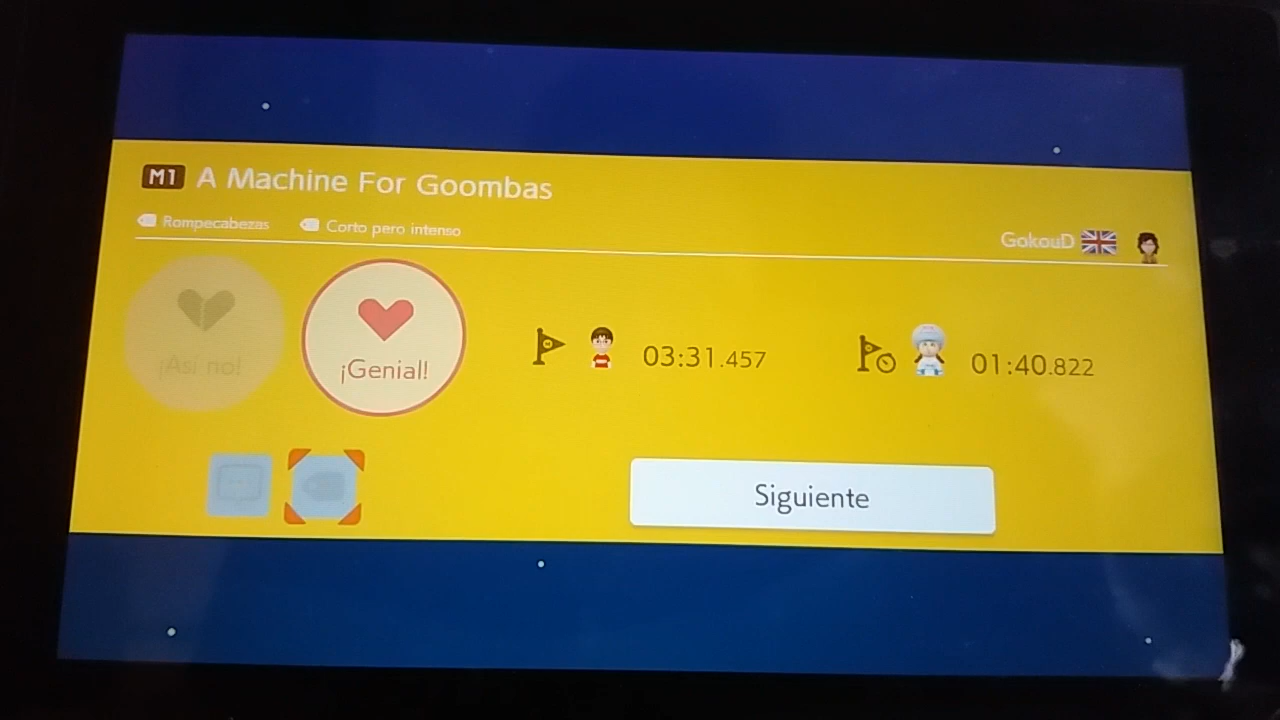 M1 A Machine For Goombas
Rompecabezas Corto pero intenso
GokouD
¡Así no! ¡Genial!
03:31.457 01:40.822
Siguiente